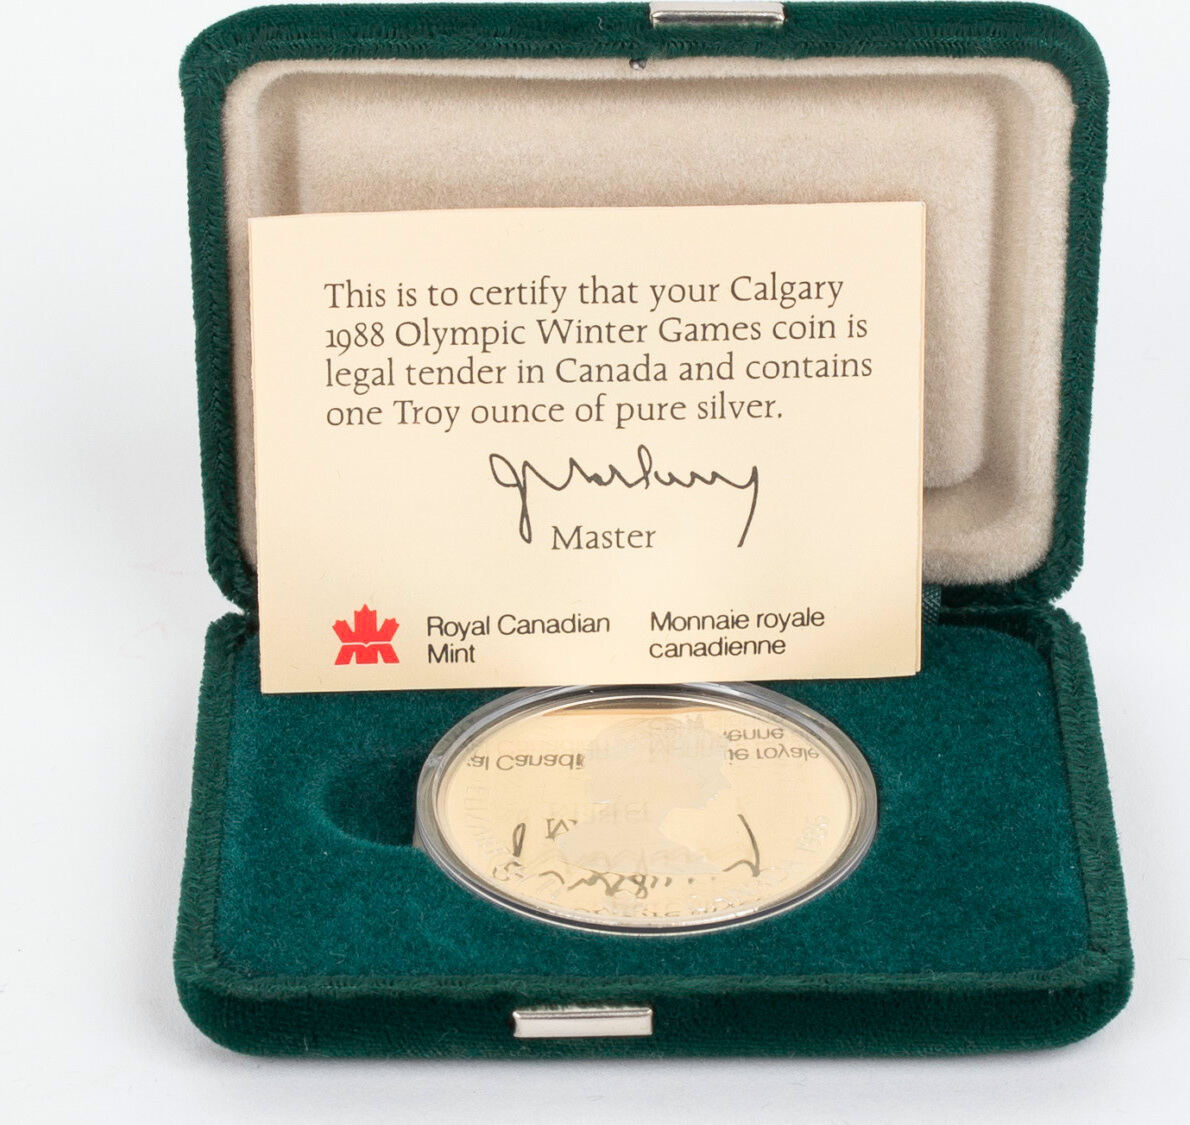 This is to certify that your Calgary
1988 Olympic Winter Games coin is
legal tender in Canada and contains
one Troy ounce of pure silver.
Master
Royal Canadian
Mint
Monnaie royale
canadienne